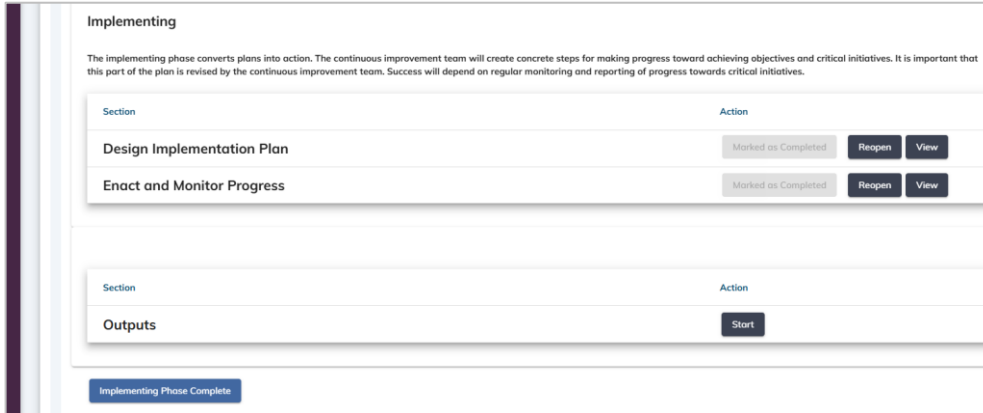 Implementing
The implementing phase converts plans into action. The continuous improvement team will create concrete steps for making progress toward achieving objectives and critical initiatives. It is important that
this part of the plan is revised by the continuous improvement team. Success will depend on regular monitoring and reporting of progress towards critical initiatives.
Section Action
Design Implementation Plan Marked as Completed Reopen View
Enact and Monitor Progress Marked as Completed Reopen View
Section Action
Outputs Start
Implementing Phase Complete